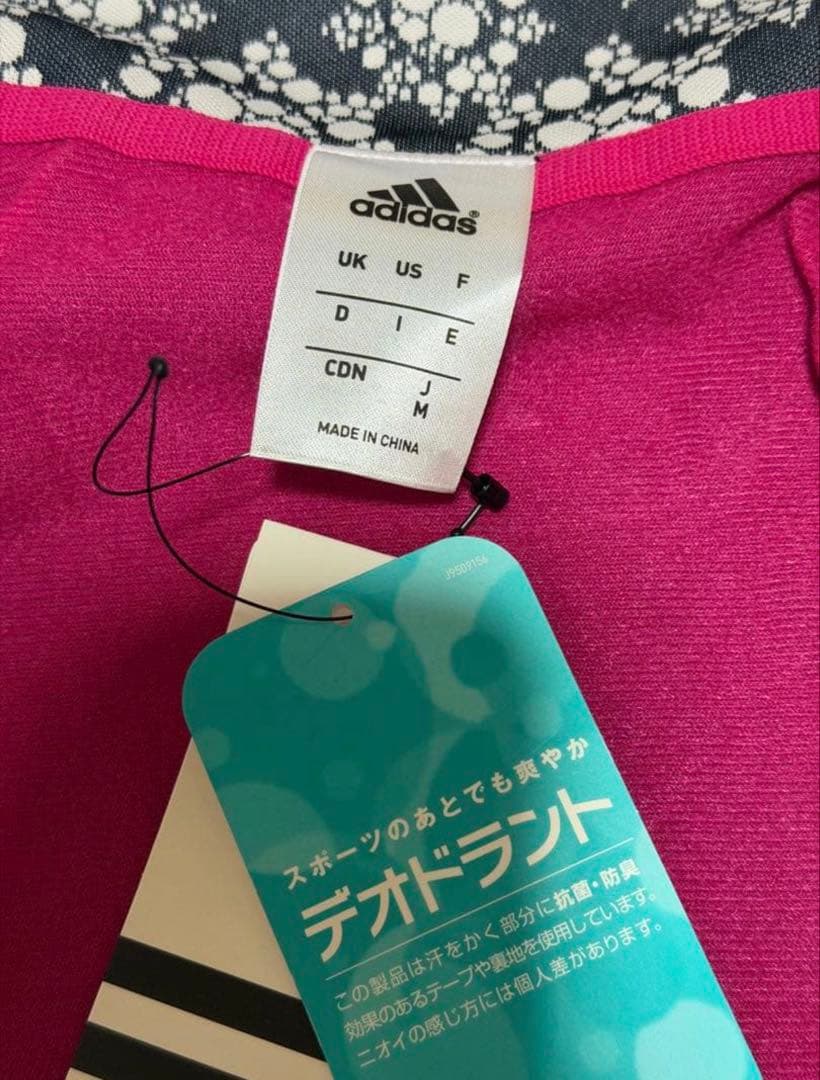 adidas®
UK US F
D I E
CDN J
M
MADE IN CHINA
J95D9156
スポーツのあとでも爽やか
デオドラント
この製品は汗をかく部分に抗菌・防臭
効果のあるテープや裏地を使用しています。
ニオイの感じ方には個人差があります。